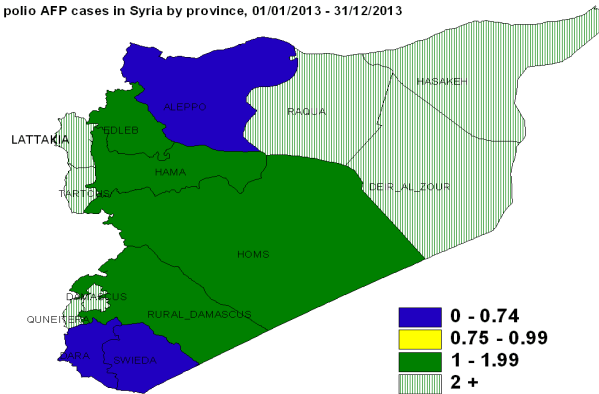 polio AFP cases in Syria by province, 01/01/2013 - 31/12/2013
HASAKEH
ALEPPO
RAQUA
EDLEB
LATTAKIA
HAMA
DEIR_AL_ZOUR
TARTOUS
HOMS
DAMASCUS
QUNEITERA
RURAL_DAMASCUS
DARA
SWIEDA
0 - 0.74
0.75 - 0.99
1 - 1.99
2 +